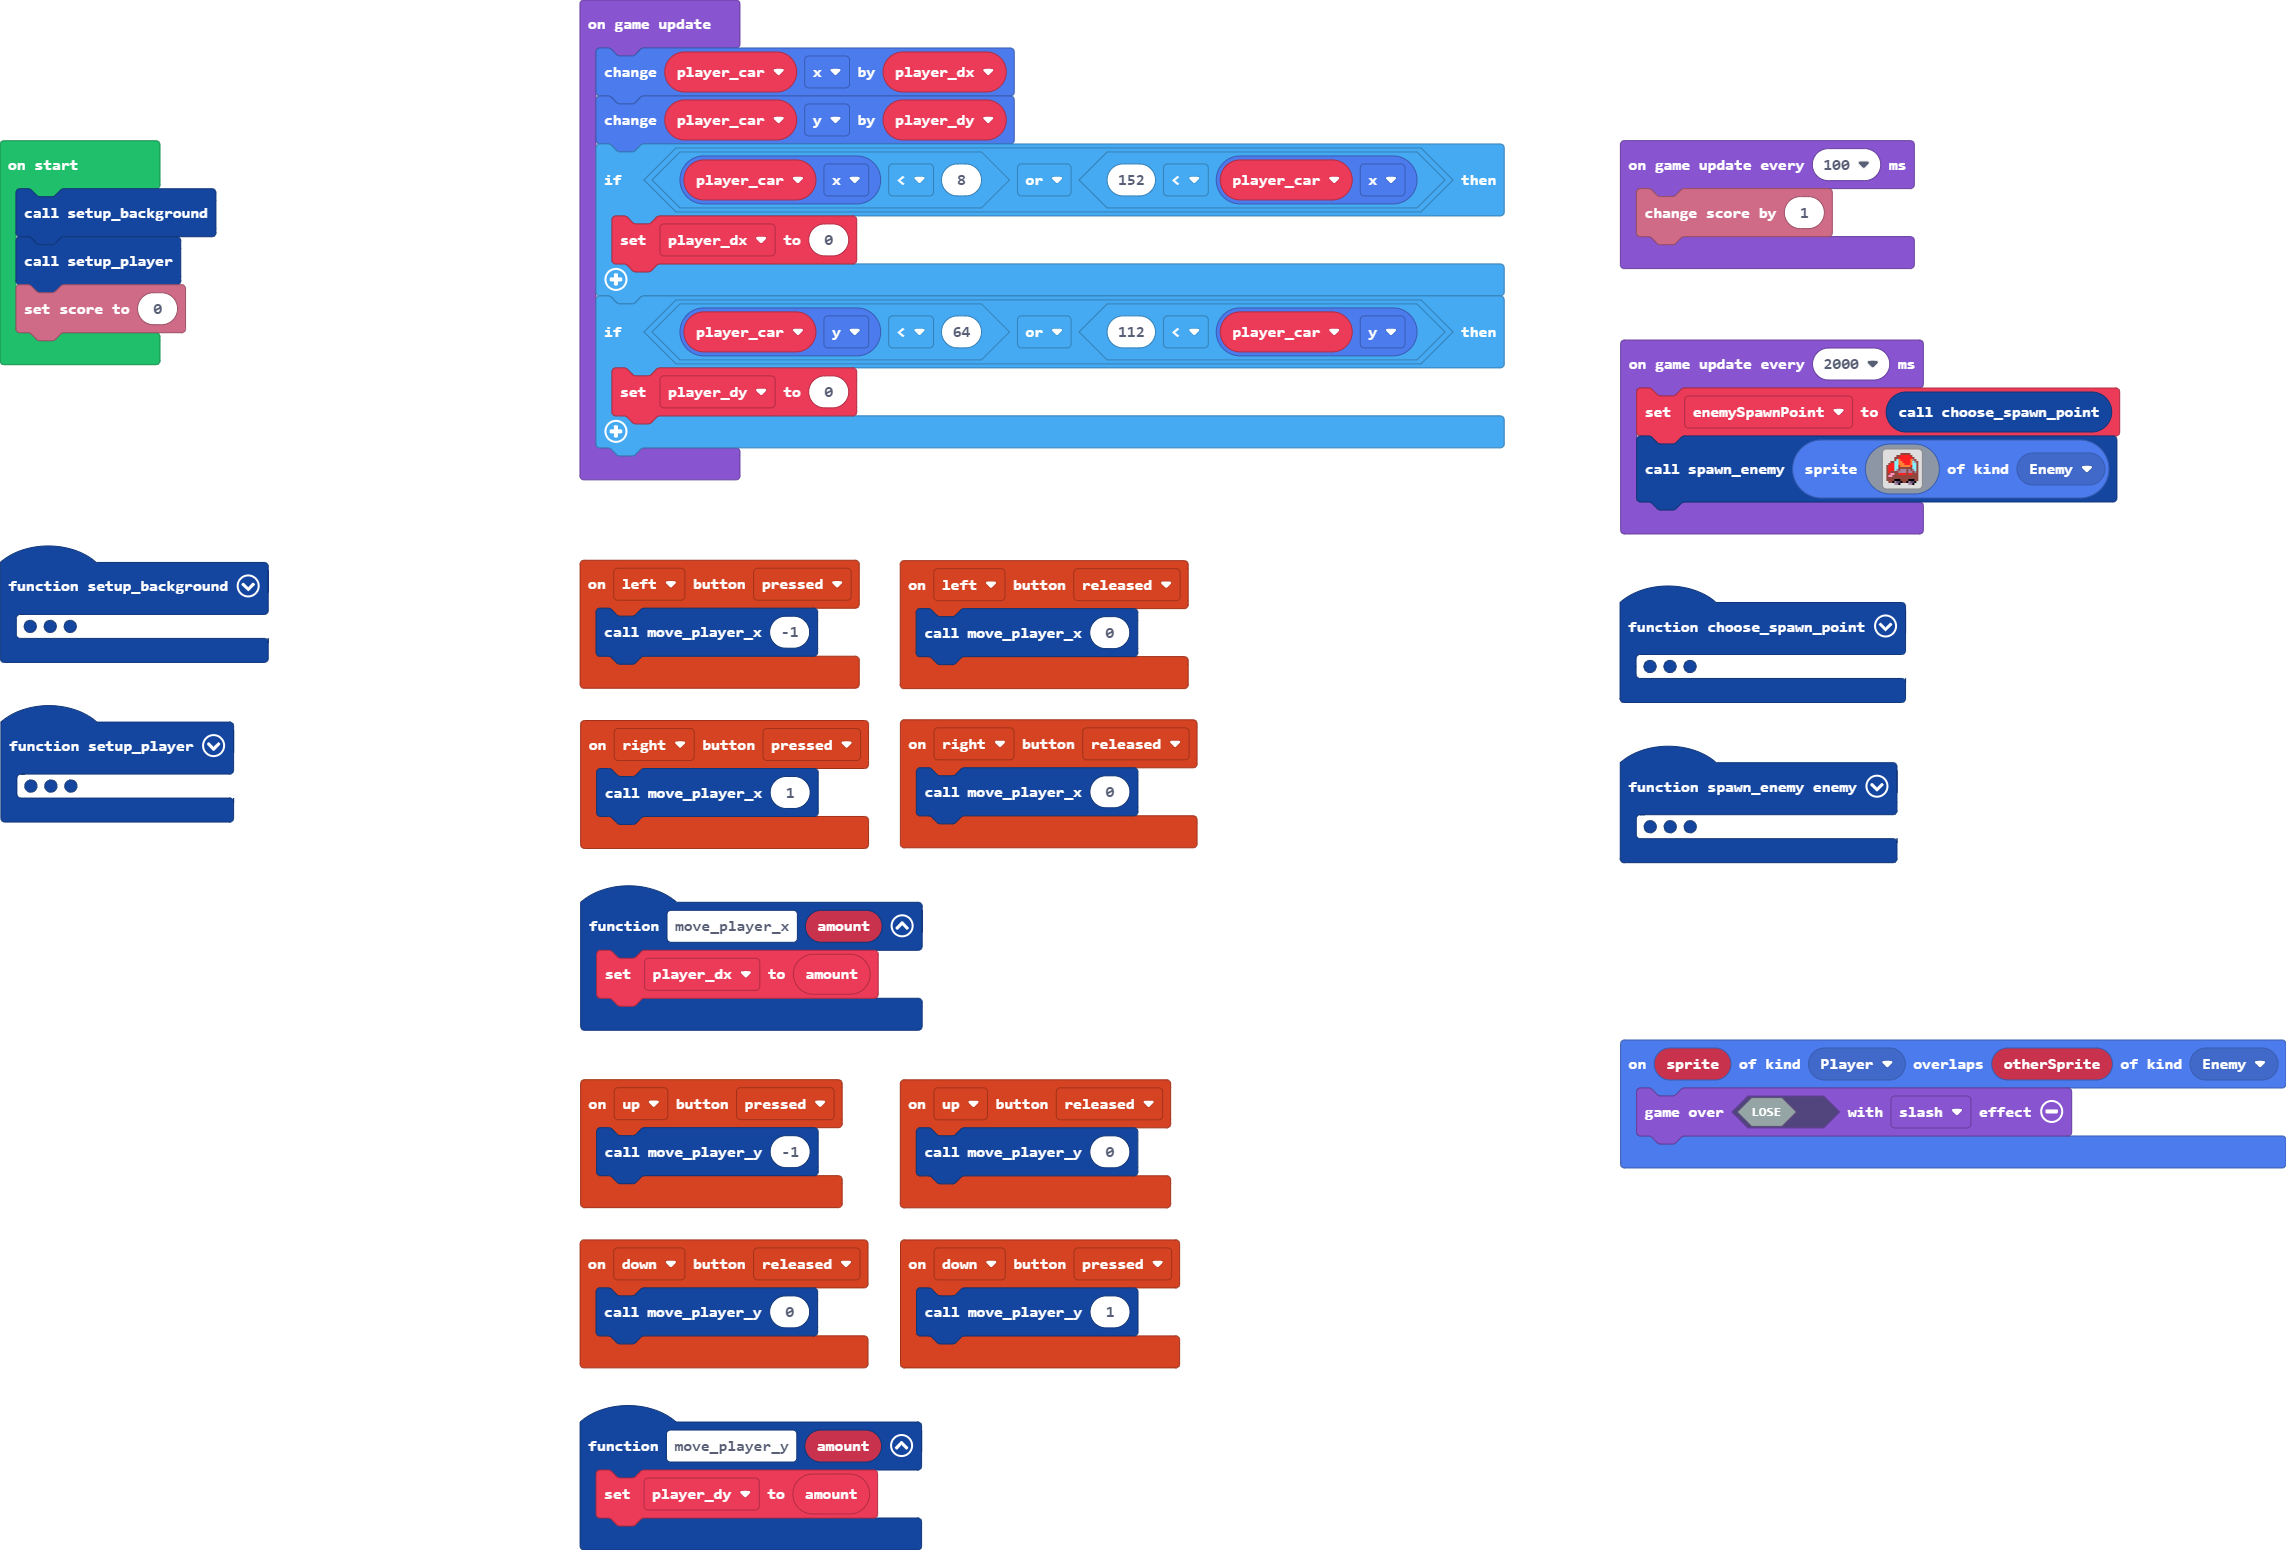 on start
call setup_background
call setup_player
set score to 0
function setup_background
function setup_player
on game update
change player_car x by player_dx
change player_car y by player_dy
if player_car x < 8 or 152 < player_car x then
set player_dx to 0
if player_car y < 64 or 112 < player_car y then
set player_dy to 0
on left button pressed
call move_player_x -1
on left button released
call move_player_x 0
on right button pressed
call move_player_x 1
on right button released
call move_player_x 0
function move_player_x amount
set player_dx to amount
on up button pressed
call move_player_y -1
on up button released
call move_player_y 0
on down button released
call move_player_y 0
on down button pressed
call move_player_y 1
function move_player_y amount
set player_dy to amount
on game update every 100 ms
change score by 1
on game update every 2000 ms
set enemySpawnPoint to call choose_spawn_point
call spawn_enemy sprite of kind Enemy
function choose_spawn_point
function spawn_enemy enemy
on sprite of kind Player overlaps otherSprite of kind Enemy
game over LOSE with slash effect